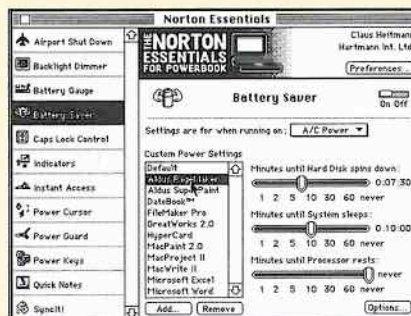 Norton Essentials
Airport Shut Down
Backlight Dimmer
Battery Gauge
Battery Saver
Caps Lock Control
Indicators
Instant Access
Power Cursor
Power Guard
Power Keys
Quick Notes
SyncIt!
THE NORTON
ESSENTIALS
FOR POWERBOOK
Claus Heitmann
Hartmann Int. Ltd
Preferences...
Battery Saver
On Off
Settings are for when running on: A/C Power
Custom Power Settings
Default
Aldus PageMaker
Aldus SuperPaint
DateBook™
FileMaker Pro
GreatWorks 2.0
HyperCard
MacPaint 2.0
MacProject II
MacWrite II
Microsoft Excel
Microsoft Word
Add...
Remove
Minutes until Hard Disk spins down:
0:07:30
1 2 5 10 30 60 never
Minutes until System sleeps:
0:10:00
1 2 5 10 30 60 never
Minutes until Processor rests:
never
1 2 5 10 30 60 never
Options...